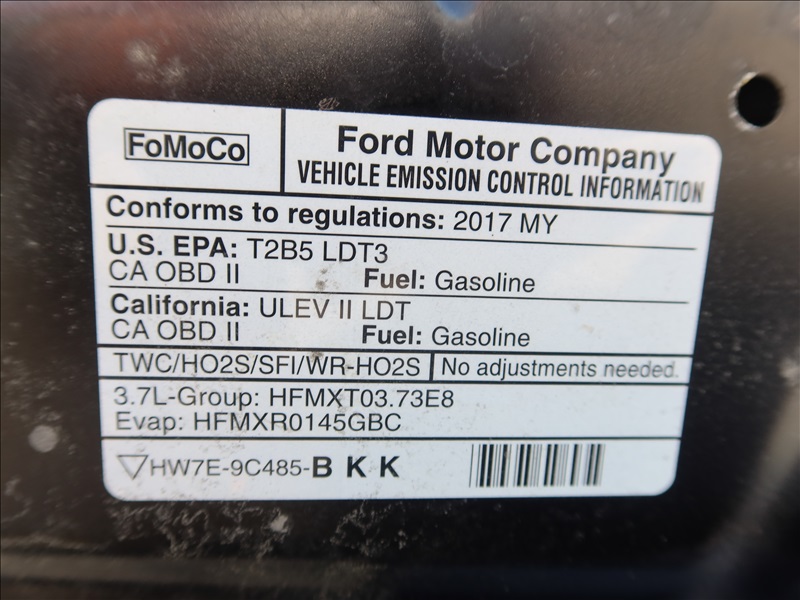 FoMoCo
Ford Motor Company
VEHICLE EMISSION CONTROL INFORMATION
Conforms to regulations: 2017 MY
U.S. EPA: T2B5 LDT3
CA OBD II Fuel: Gasoline
California: ULEV II LDT
CA OBD II Fuel: Gasoline
TWC/HO2S/SFI/WR-HO2S No adjustments needed.
3.7L-Group: HFMXT03.73E8
Evap: HFMXR0145GBC
HW7E-9C485-B K K